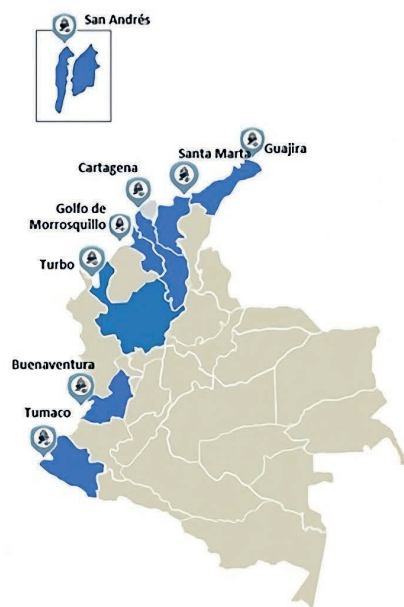 San Andrés
Guajira
Santa Marta
Cartagena
Golfo de
Morrosquillo
Turbo
Buenaventura
Tumaco